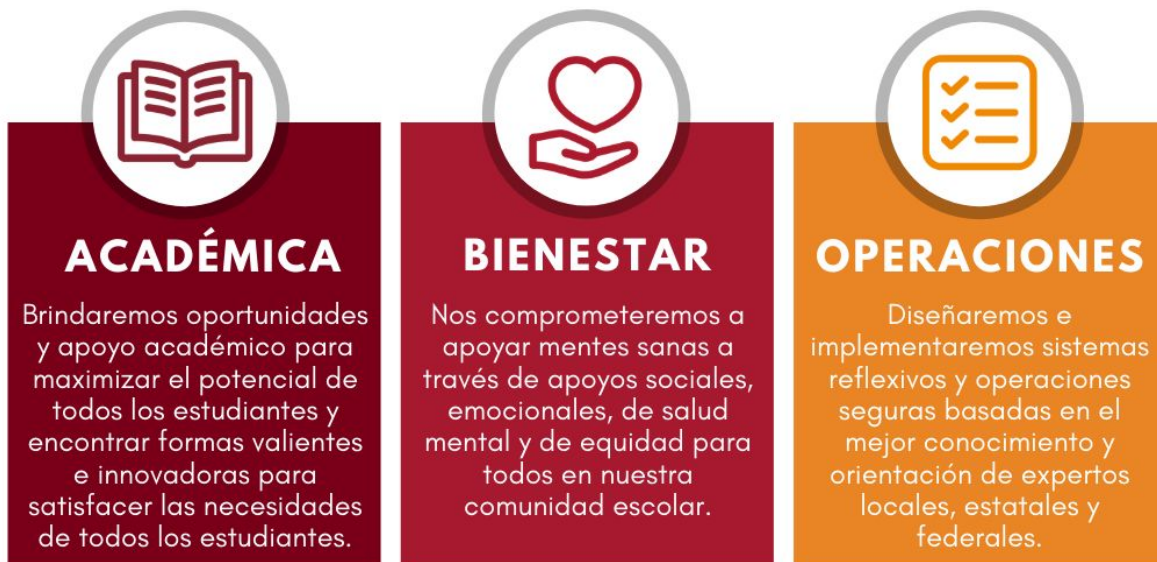 ACADÉMICA
Brindaremos oportunidades
y apoyo académico para
maximizar el potencial de
todos los estudiantes y
encontrar formas valientes
e innovadoras para
satisfacer las necesidades
de todos los estudiantes.
BIENESTAR
Nos comprometeremos a
apoyar mentes sanas a
través de apoyos sociales,
emocionales, de salud
mental y de equidad para
todos en nuestra
comunidad escolar.
OPERACIONES
Diseñaremos e
implementaremos sistemas
reflexivos y operaciones
seguras basadas en el
mejor conocimiento y
orientación de expertos
locales, estatales y
federales.